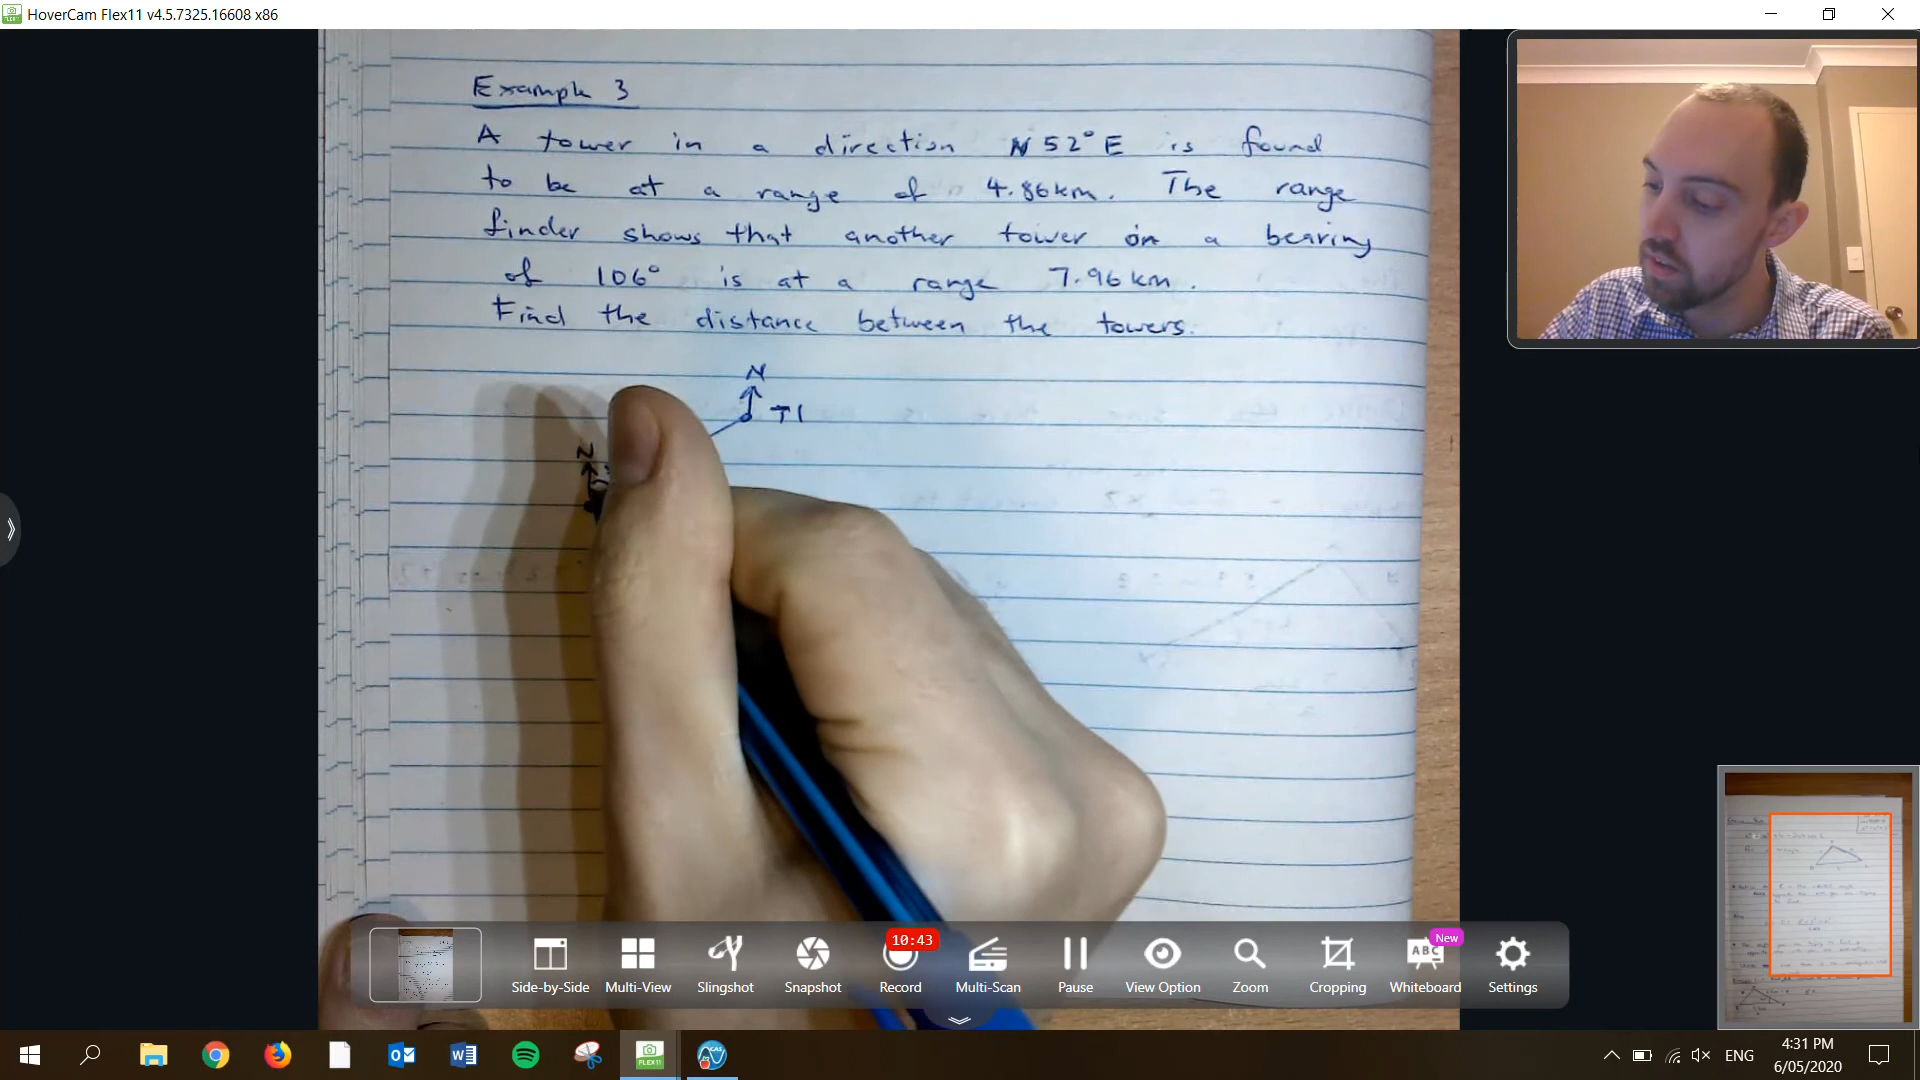 HoverCam Flex11 v4.5.7325.16608 x86
Example 3
A tower in a direction N 52° E is found
to be at a range of 4.86 km. The range
finder shows that another tower on a bearing
of 106° is at a range 7.96 km.
Find the distance between the towers.
N
T1
N
10:43
New
Side-by-Side Multi-View Slingshot Snapshot Record Multi-Scan Pause View Option Zoom Cropping Whiteboard Settings
ENG
4:31 PM
6/05/2020